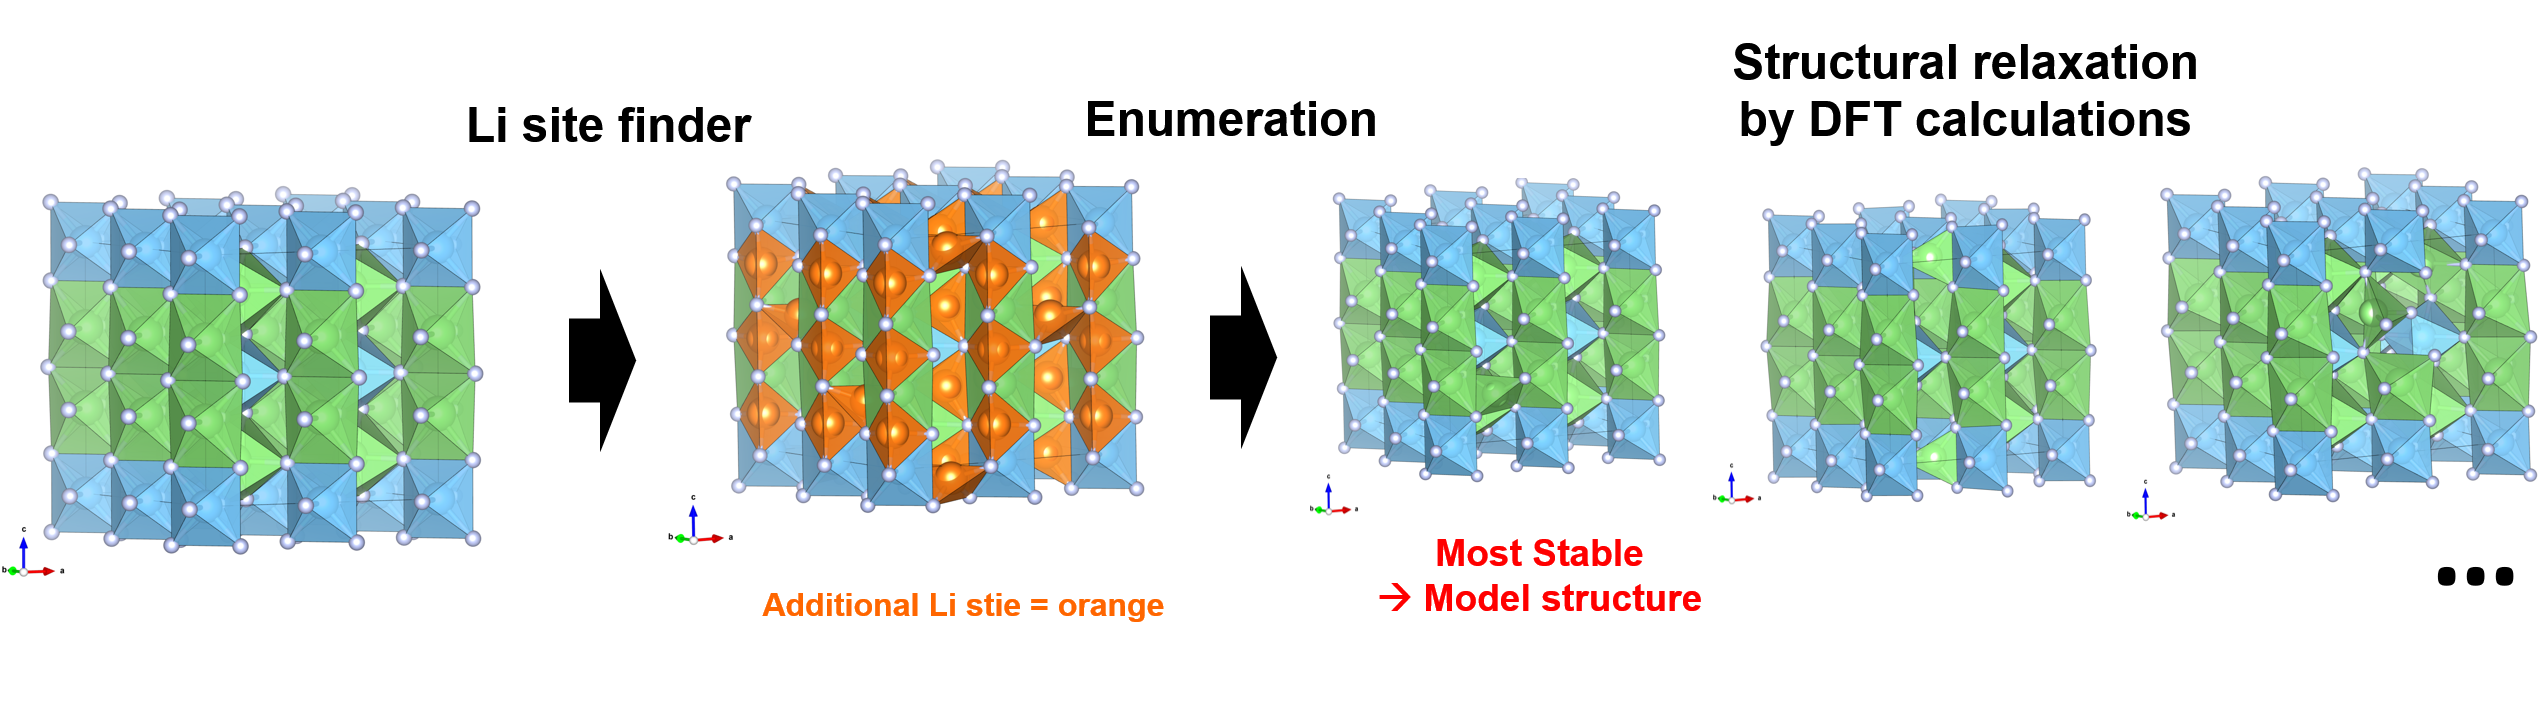 Structural relaxation
by DFT calculations
Li site finder
Enumeration
Additional Li stie = orange
Most Stable
→ Model structure
...
c
b
a
c
b
a
c
b
a
c
b
a
c
b
a